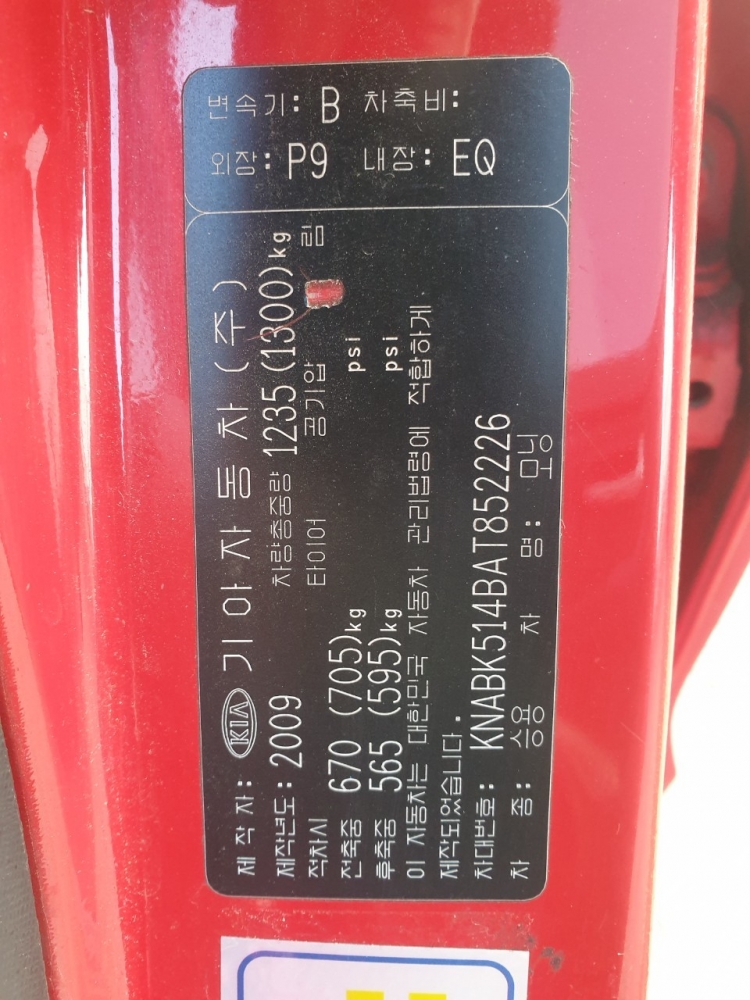 변속기: B 차축비:
외장: P9 내장: EQ
제 작 자: KIA 기 아 자 동 차 ( 주 )
제작년도: 2009 차량총중량 1235 (1300)kg
적차시 타이어 공기압 림
전축중 670 (705)kg psi
후축중 565 (595)kg psi
이 자동차는 대한민국 자동차 관리법령에 적합하게
제작되었습니다.
차대번호: KNABK514BAT852226
차 종: 승용 차 명: 모닝